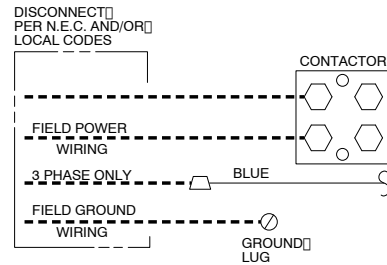 DISCONNECT
PER N.E.C. AND/OR
LOCAL CODES
CONTACTOR
FIELD POWER
WIRING
3 PHASE ONLY
BLUE
FIELD GROUND
WIRING
GROUND
LUG